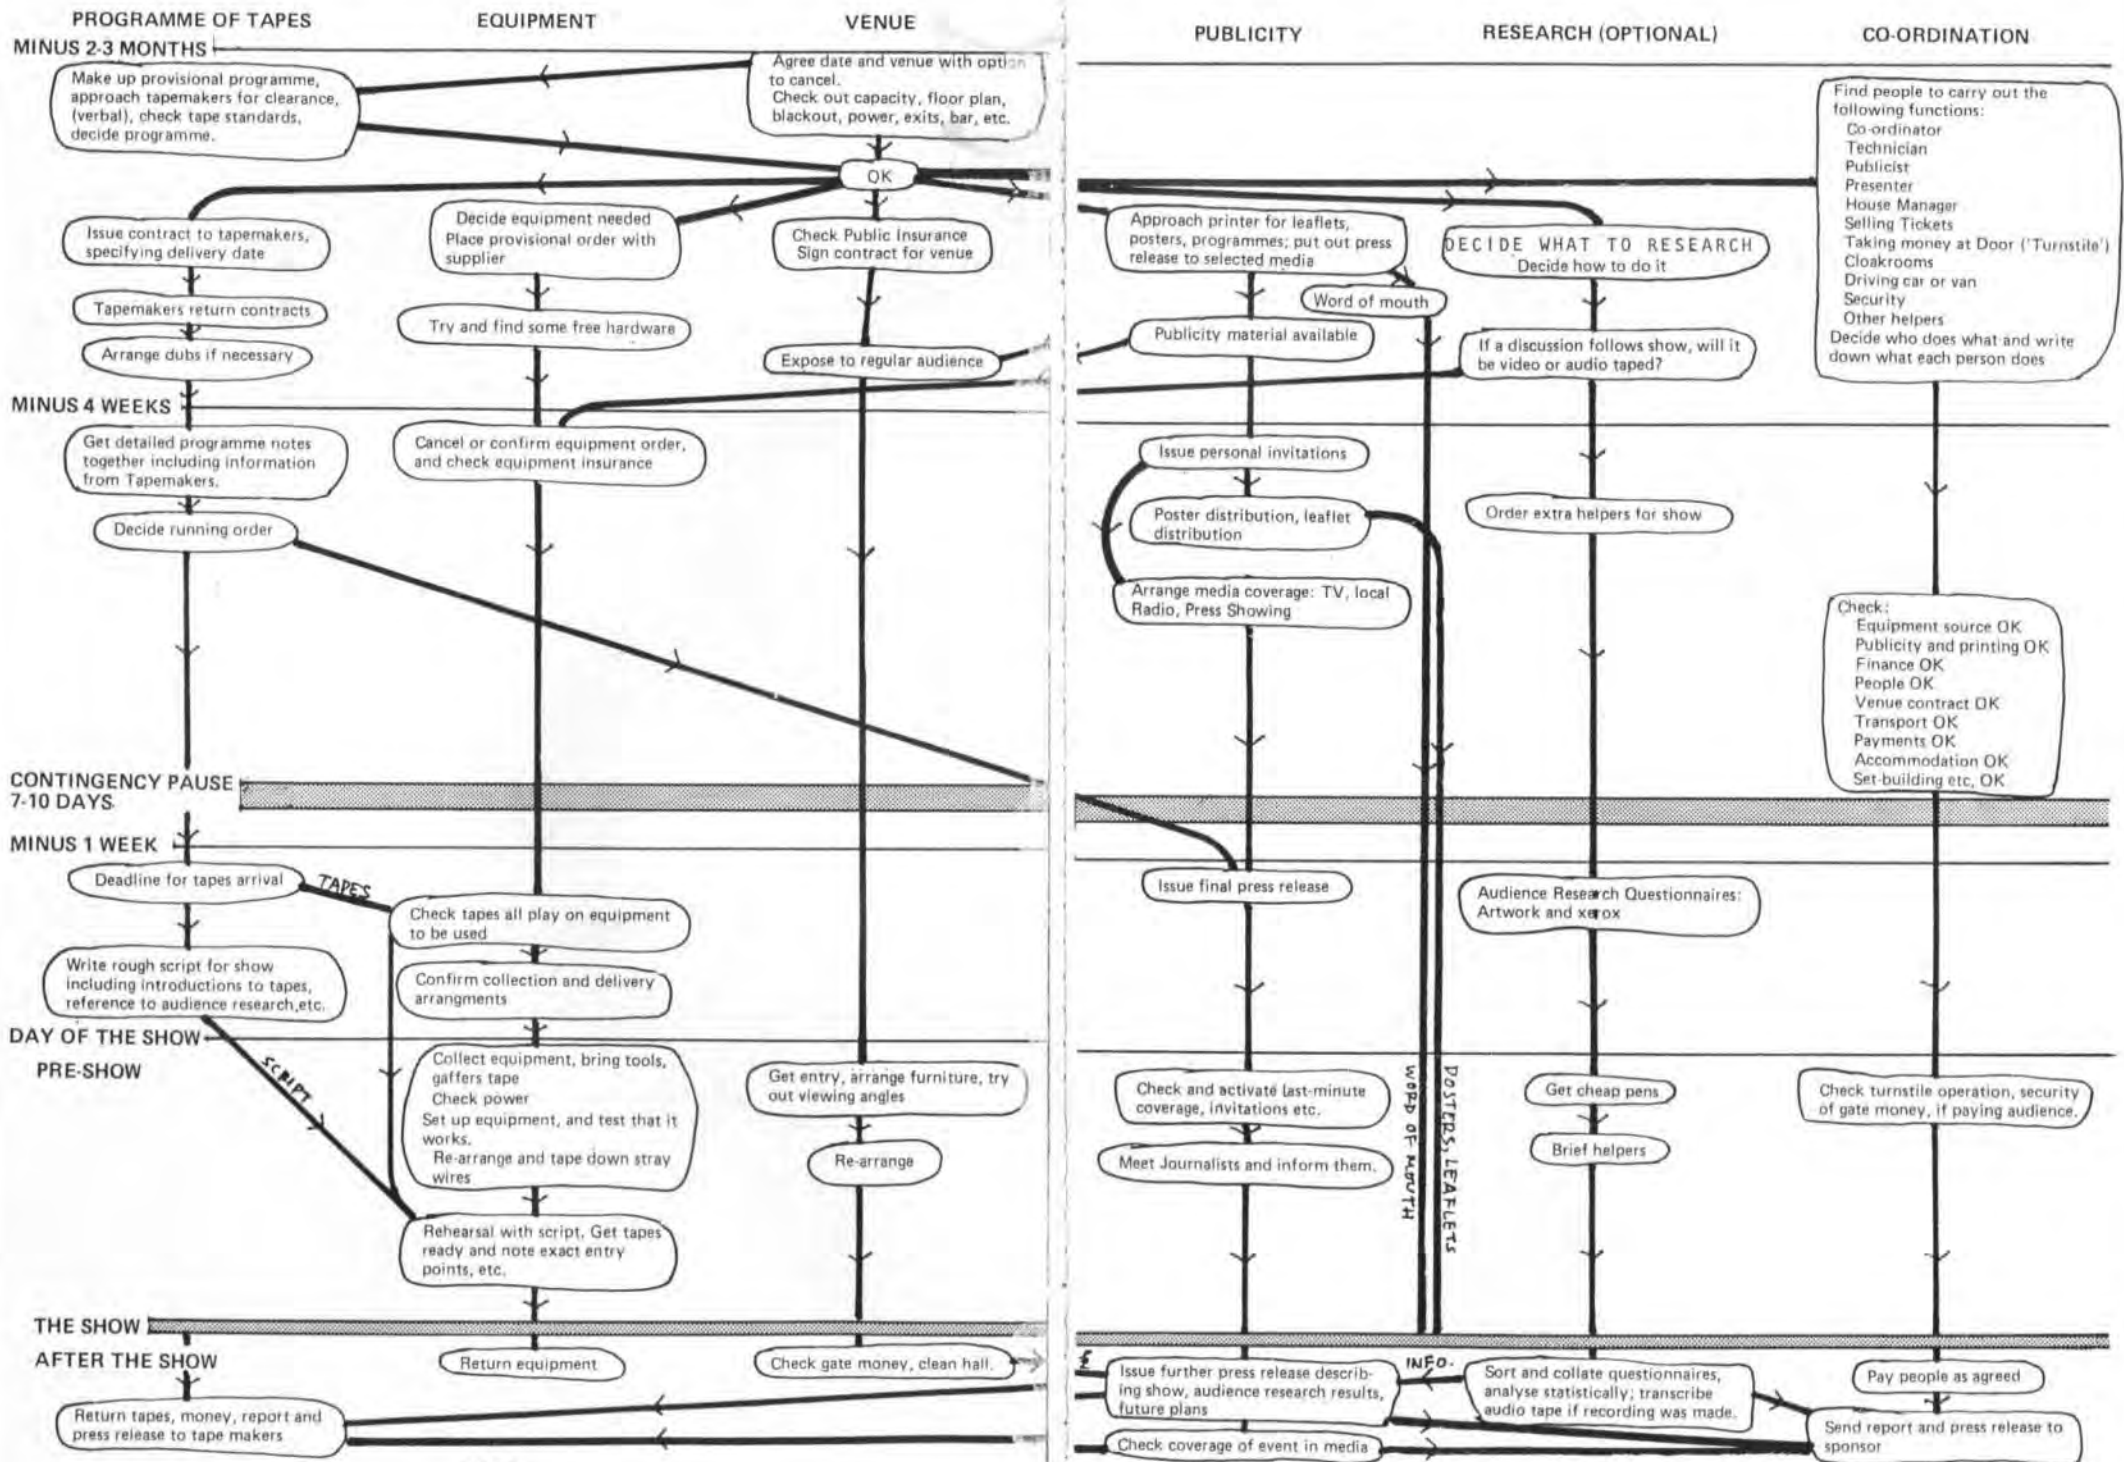 PROGRAMME OF TAPES
EQUIPMENT
VENUE
PUBLICITY
RESEARCH (OPTIONAL)
CO-ORDINATION
MINUS 2-3 MONTHS
Make up provisional programme,
approach tapemakers for clearance,
(verbal), check tape standards,
decide programme.
Agree date and venue with option
to cancel.
Check out capacity, floor plan,
blackout, power, exits, bar, etc.
OK
Find people to carry out the
following functions:
Co-ordinator
Technician
Publicist
Presenter
House Manager
Selling Tickets
Taking money at Door ('Turnstile')
Cloakrooms
Driving car or van
Security
Other helpers
Decide who does what and write
down what each person does
Issue contract to tapemakers,
specifying delivery date
Tapemakers return contracts
Arrange dubs if necessary
Decide equipment needed
Place provisional order with
supplier
Try and find some free hardware
Check Public Insurance
Sign contract for venue
Expose to regular audience
Approach printer for leaflets,
posters, programmes; put out press
release to selected media
Word of mouth
Publicity material available
DECIDE WHAT TO RESEARCH
Decide how to do it
If a discussion follows show, will it
be video or audio taped?
MINUS 4 WEEKS
Get detailed programme notes
together including information
from Tapemakers.
Decide running order
Cancel or confirm equipment order,
and check equipment insurance
Issue personal invitations
Poster distribution, leaflet
distribution
Arrange media coverage: TV, local
Radio, Press Showing
Order extra helpers for show
Check:
Equipment source OK
Publicity and printing OK
Finance OK
People OK
Venue contract OK
Transport OK
Payments OK
Accommodation OK
Set-building etc, OK
CONTINGENCY PAUSE
7-10 DAYS
MINUS 1 WEEK
Deadline for tapes arrival
TAPES
Write rough script for show
including introductions to tapes,
reference to audience research,etc.
Check tapes all play on equipment
to be used
Confirm collection and delivery
arrangments
Issue final press release
Audience Research Questionnaires:
Artwork and xerox
DAY OF THE SHOW
PRE-SHOW
SCRIPT
Collect equipment, bring tools,
gaffers tape
Check power
Set up equipment, and test that it
works.
Re-arrange and tape down stray
wires
Rehearsal with script, Get tapes
ready and note exact entry
points, etc.
Get entry, arrange furniture, try
out viewing angles
Re-arrange
Check and activate last-minute
coverage, invitations etc.
Meet Journalists and inform them.
WORD OF MOUTH
POSTERS, LEAFLETS
Get cheap pens
Brief helpers
Check turnstile operation, security
of gate money, if paying audience.
THE SHOW
AFTER THE SHOW
Return tapes, money, report and
press release to tape makers
Return equipment
Check gate money, clean hall.
£
Issue further press release describ-
ing show, audience research results,
future plans
Check coverage of event in media
INFO.
Sort and collate questionnaires,
analyse statistically; transcribe
audio tape if recording was made.
Pay people as agreed
Send report and press release to
sponsor